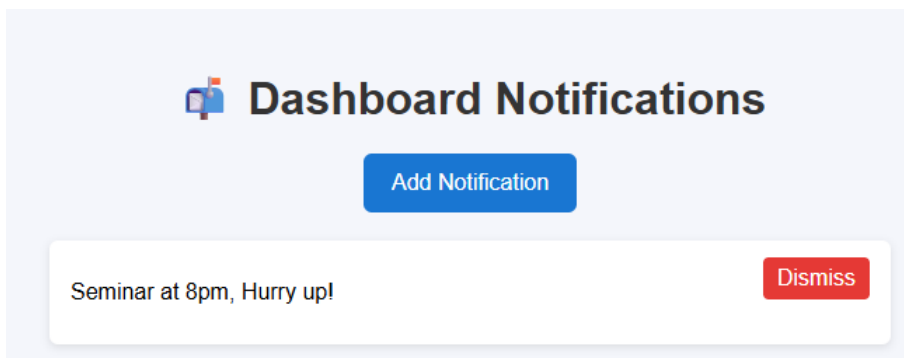 Dashboard Notifications
Add Notification
Seminar at 8pm, Hurry up!
Dismiss